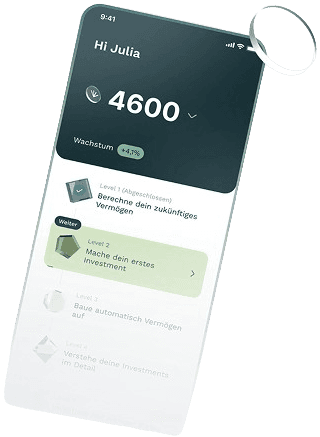 9:41
Hi Julia
4600
Wachstum +4,1%
Level 1 (Abgeschlossen)
Berechne dein zukünftiges
Vermögen
Weiter
Level 2
Mache dein erstes
Investment
Level 3
Baue automatisch Vermögen
auf
Level 4
Verstehe deine Investments
im Detail